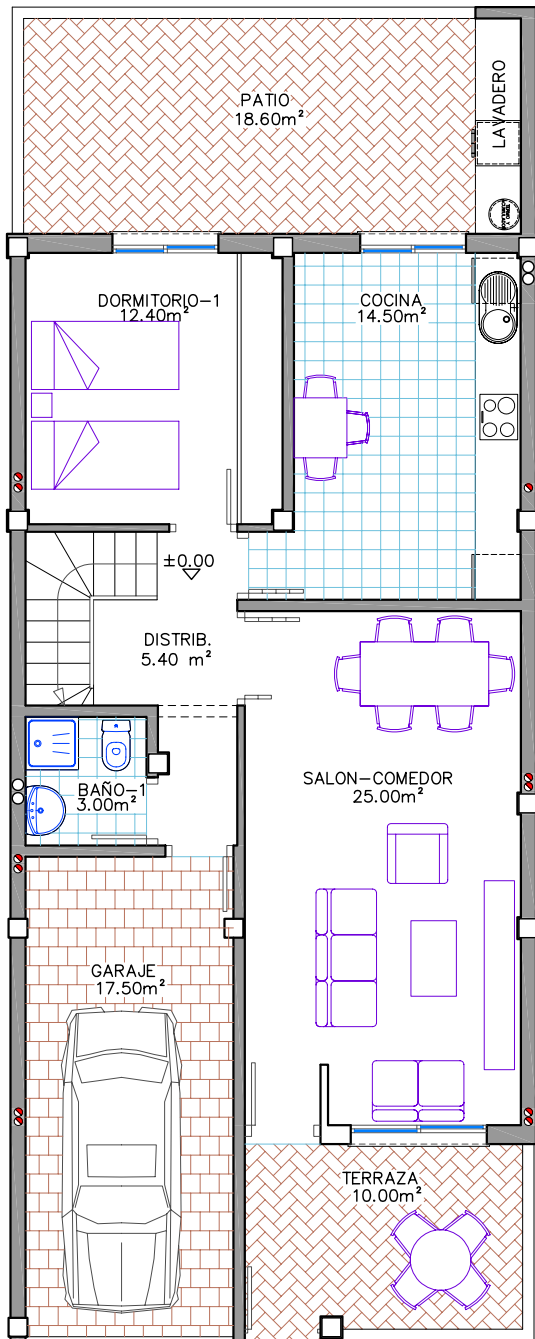 PATIO
18.60m²
LAVADERO
DORMITORIO-1
12.40m²
COCINA
14.50m²
±0.00
DISTRIB.
5.40 m²
SALON-COMEDOR
25.00m²
BAÑO-1
3.00m²
GARAJE
17.50m²
TERRAZA
10.00m²